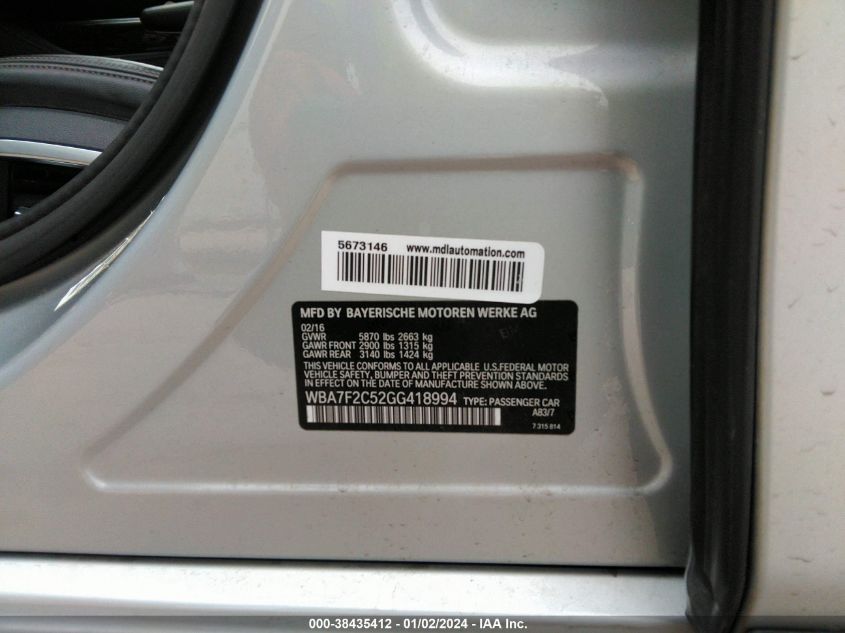 5673146 www.mdlautomation.com
MFD BY BAYERISCHE MOTOREN WERKE AG
02/16
GVWR 5870 lbs 2663 kg
GAWR FRONT 2900 lbs 1315 kg
GAWR REAR 3140 lbs 1424 kg
THIS VEHICLE CONFORMS TO ALL APPLICABLE U.S.FEDERAL MOTOR
VEHICLE SAFETY, BUMPER AND THEFT PREVENTION STANDARDS
IN EFFECT ON THE DATE OF MANUFACTURE SHOWN ABOVE.
WBA7F2C52GG418994 TYPE: PASSENGER CAR
A83/7
7 315 814
000-38435412 - 01/02/2024 - IAA Inc.